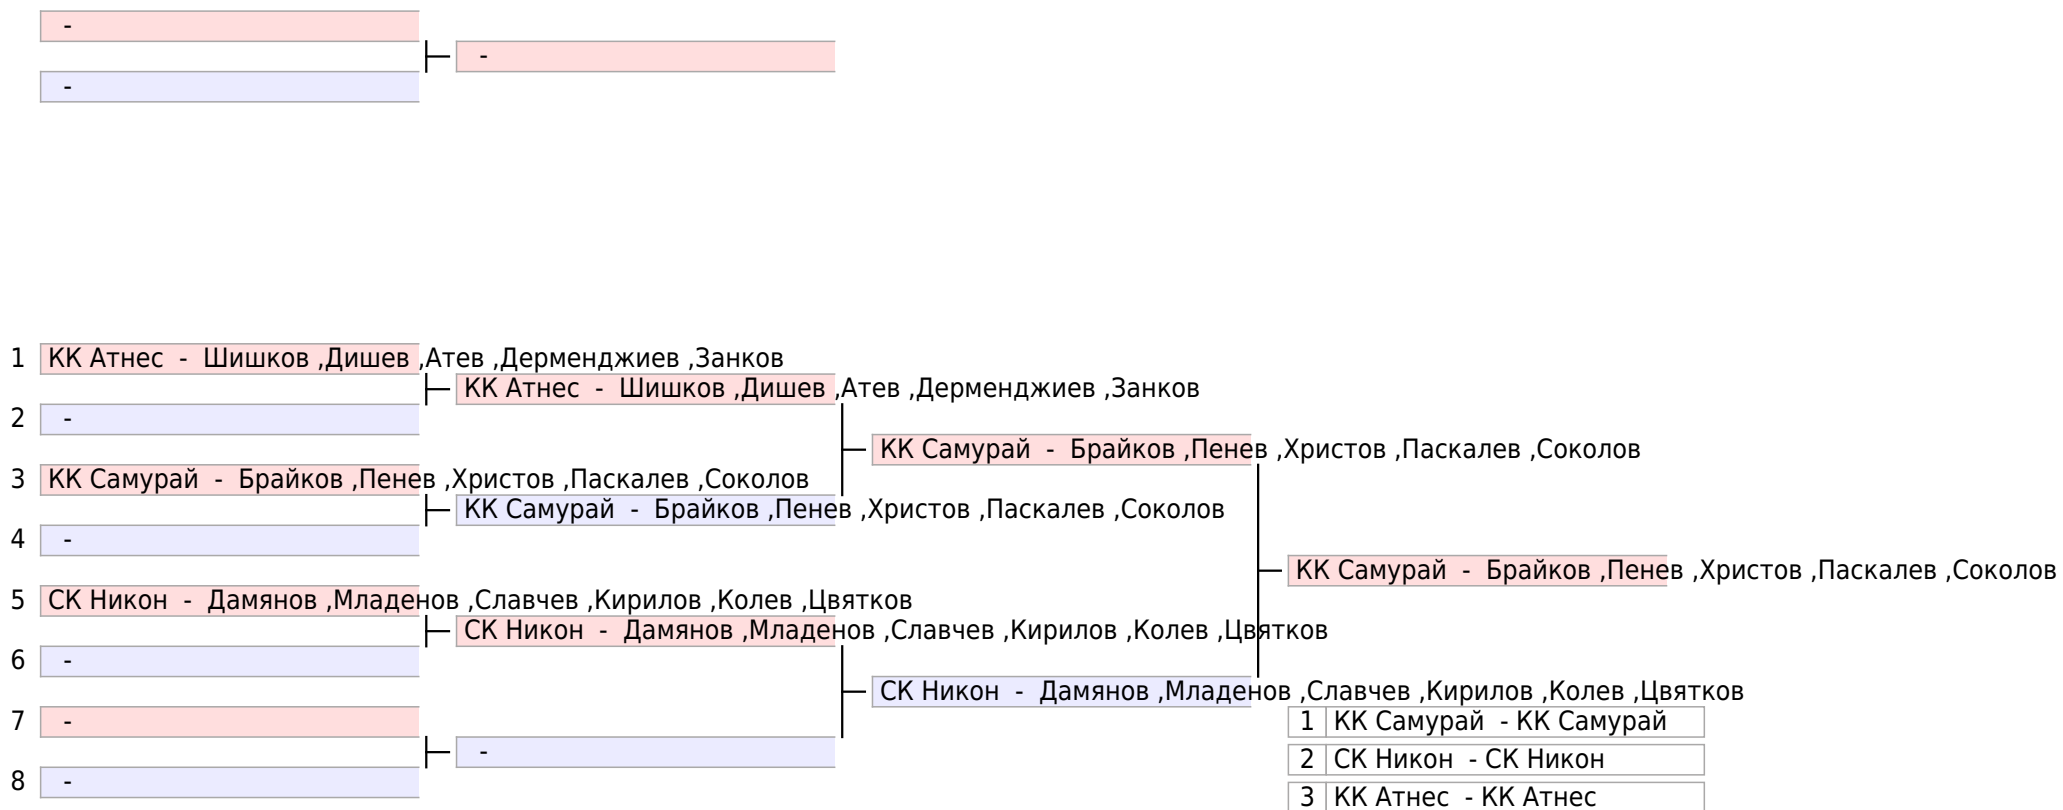 -
-
-
1 КК Атнес - Шишков ,Дишев ,Атев ,Дерменджиев ,Занков
КК Атнес - Шишков ,Дишев ,Атев ,Дерменджиев ,Занков
2 -
КК Самурай - Брайков ,Пенев ,Христов ,Паскалев ,Соколов
3 КК Самурай - Брайков ,Пенев ,Христов ,Паскалев ,Соколов
КК Самурай - Брайков ,Пенев ,Христов ,Паскалев ,Соколов
4 -
КК Самурай - Брайков ,Пенев ,Христов ,Паскалев ,Соколов
5 СК Никон - Дамянов ,Младенов ,Славчев ,Кирилов ,Колев ,Цвятков
СК Никон - Дамянов ,Младенов ,Славчев ,Кирилов ,Колев ,Цвятков
6 -
СК Никон - Дамянов ,Младенов ,Славчев ,Кирилов ,Колев ,Цвятков
7 -
1 КК Самурай - КК Самурай
-
2 СК Никон - СК Никон
8 -
3 КК Атнес - КК Атнес